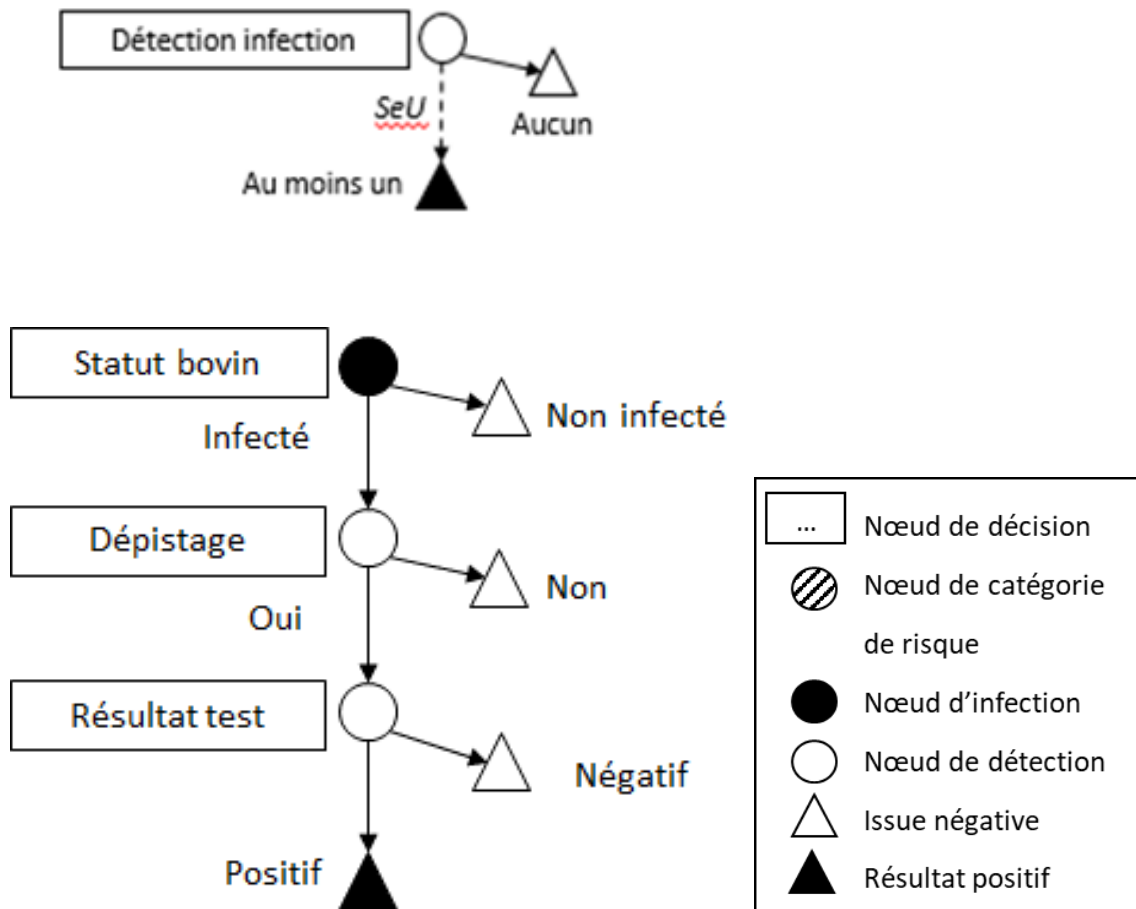 Détection infection
SeU
Aucun
Au moins un
Statut bovin
Non infecté
Infecté
Dépistage
Non
Oui
Résultat test
Négatif
Positif
... Nœud de décision
Nœud de catégorie
de risque
Nœud d’infection
Nœud de détection
Issue négative
Résultat positif